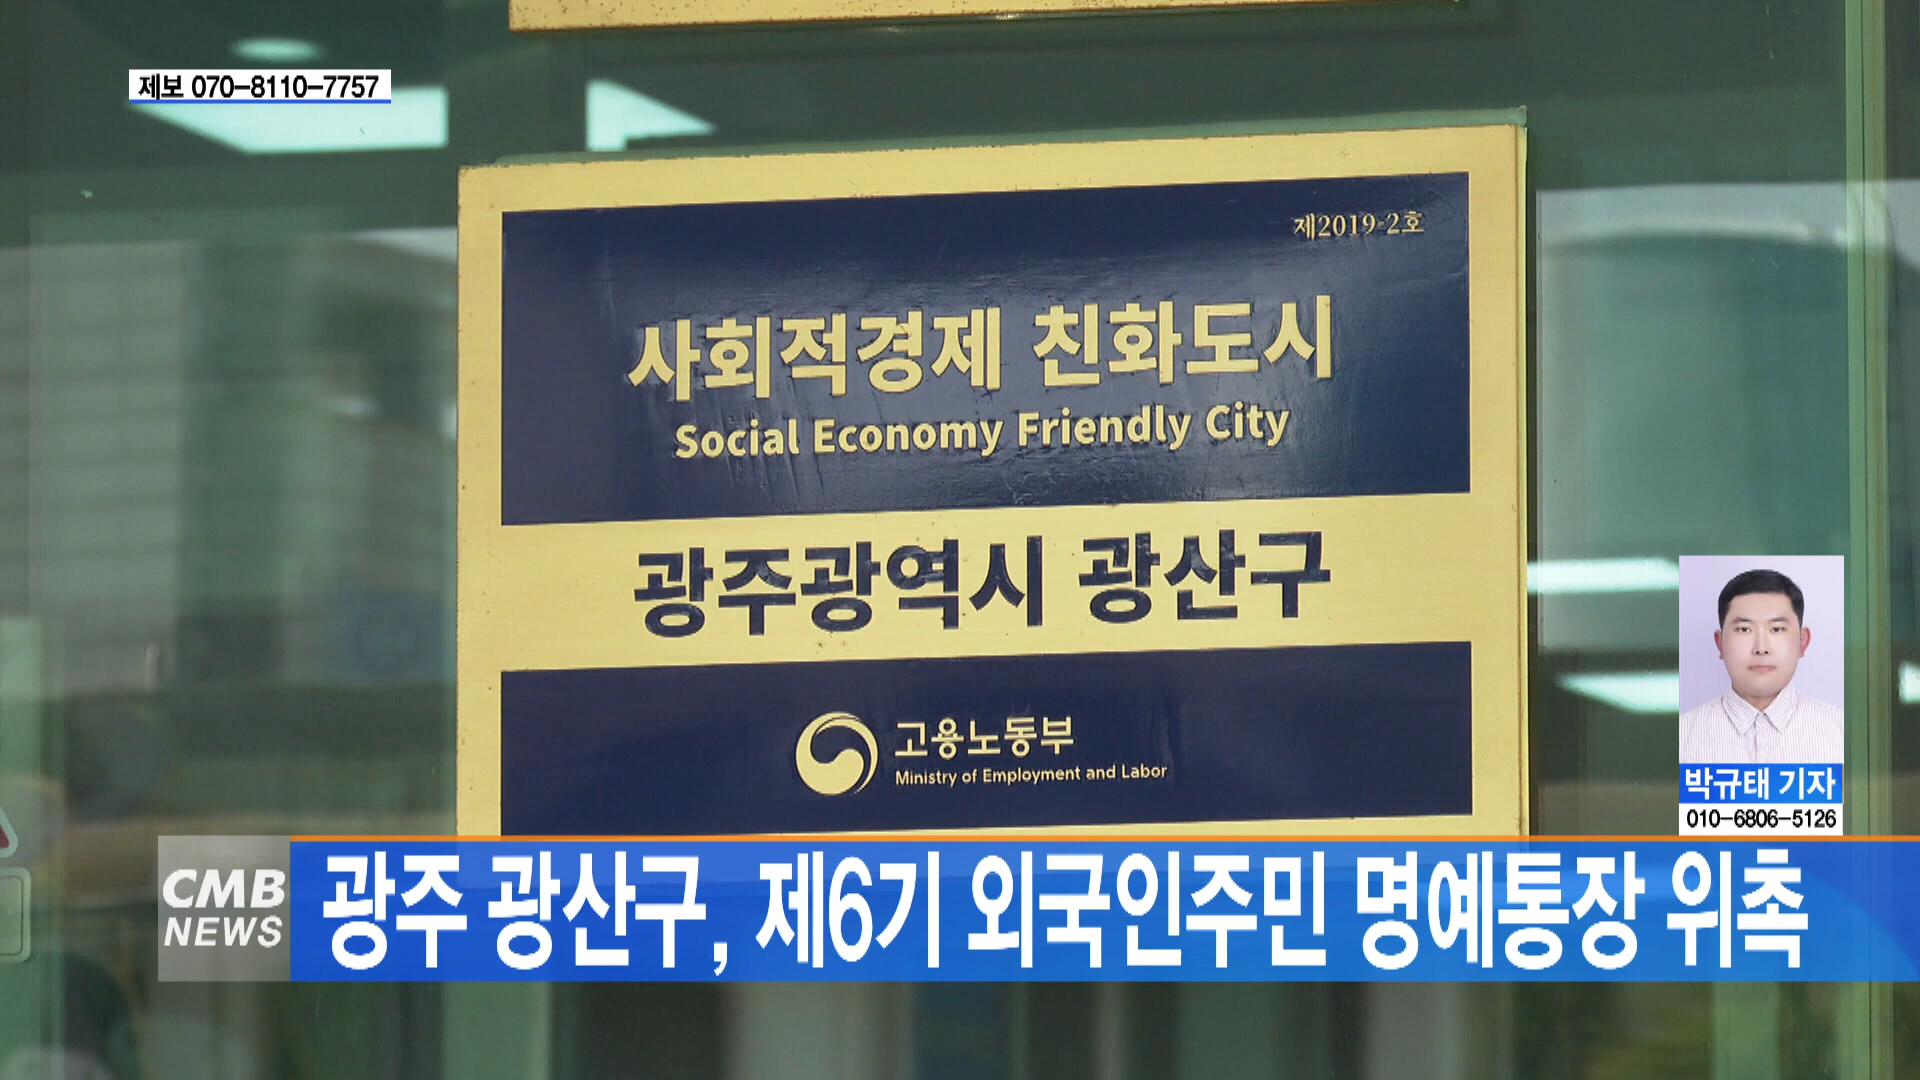 제보 070-8110-7757
제2019-2호
사회적경제 친화도시
Social Economy Friendly City
광주광역시 광산구
고용노동부
Ministry of Employment and Labor
박규태 기자
010-6806-5126
CMB
NEWS
광주 광산구, 제6기 외국인주민 명예통장 위촉